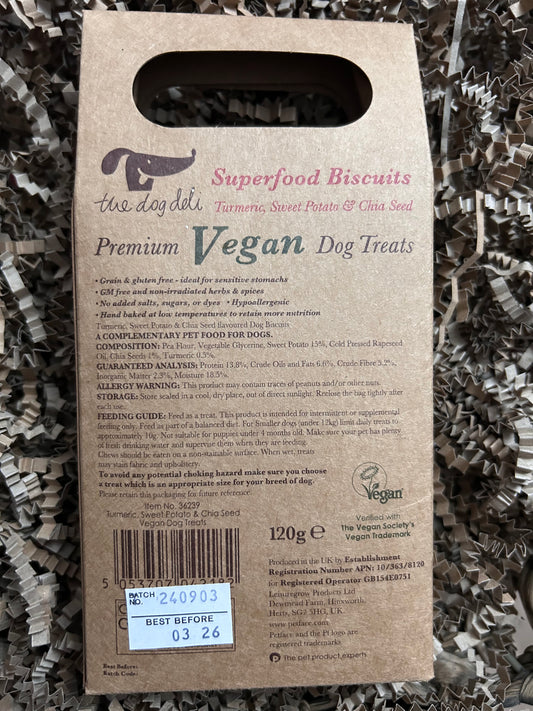 the dog deli
Superfood Biscuits
Turmeric, Sweet Potato & Chia Seed
Premium Vegan Dog Treats
• Grain & gluten free - ideal for sensitive stomachs
• GM free and non-irradiated herbs & spices
• No added salts, sugars, or dyes • Hypoallergenic
• Hand baked at low temperatures to retain more nutrition
Turmeric, Sweet Potato & Chia Seed flavoured Dog Biscuits
A COMPLEMENTARY PET FOOD FOR DOGS.
COMPOSITION: Pea Flour, Vegetable Glycerine, Sweet Potato 15%, Cold Pressed Rapeseed
Oil, Chia Seeds 1%, Turmeric 0.5%.
GUARANTEED ANALYSIS: Protein 13.8%, Crude Oils and Fats 6.6%, Crude Fibre 5.2%,
Inorganic Matter 2.3%, Moisture 18.5%.
ALLERGY WARNING: This product may contain traces of peanuts and/or other nuts.
STORAGE: Store sealed in a cool, dry place, out of direct sunlight. Reclose the bag tightly after
each use.
FEEDING GUIDE: Feed as a treat. This product is intended for intermittent or supplemental
feeding only. Feed as part of a balanced diet. For Smaller dogs (under 12kg) limit daily treats to
approximately 10g. Not suitable for puppies under 4 months old. Make sure your pet has plenty
of fresh drinking water and supervise them when they are feeding.
Chews should be eaten on a non-stainable surface. When wet, treats
may stain fabric and upholstery.
To avoid any potential choking hazard make sure you choose
a treat which is an appropriate size for your breed of dog.
Please retain this packaging for future reference.
Item No. 36239
Turmeric, Sweet Potato & Chia Seed
Vegan Dog Treats
120g e
Vegan
Verified with
The Vegan Society's
Vegan Trademark
Produced in the UK by Establishment
Registration Number APN: 10/363/8120
for Registered Operator GB154E0751
Leisuregrow Products Ltd
Dewmead Farm, Hinxworth,
Herts, SG7 5HG, UK.
www.petface.com
Petface and the Pf logo are
registered trademarks
The pet product experts
BATCH NO. 240903
BEST BEFORE
03 26
Best Before:
Batch Code: